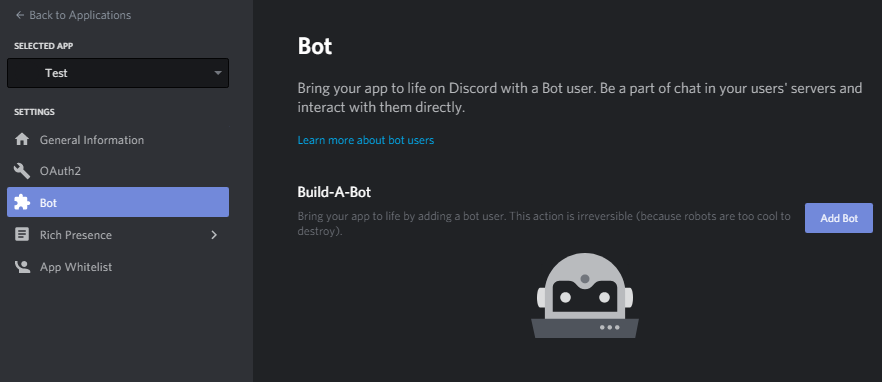 Back to Applications
SELECTED APP
Test
SETTINGS
General Information
OAuth2
Bot
Rich Presence
App Whitelist
Bot
Bring your app to life on Discord with a Bot user. Be a part of chat in your users' servers and
interact with them directly.
Learn more about bot users
Build-A-Bot
Bring your app to life by adding a bot user. This action is irreversible (because robots are too cool to
destroy).
Add Bot